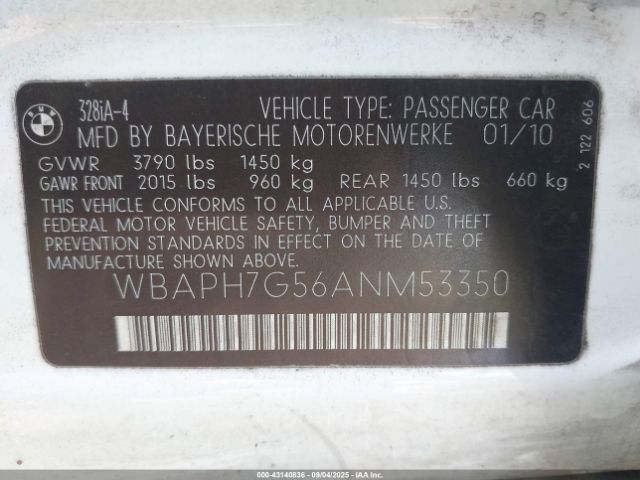 BMW
328iA-4
VEHICLE TYPE: PASSENGER CAR
MFD BY BAYERISCHE MOTORENWERKE 01/10
GVWR 3790 lbs 1450 kg
GAWR FRONT 2015 lbs 960 kg REAR 1450 lbs 660 kg
THIS VEHICLE CONFORMS TO ALL APPLICABLE U.S.
FEDERAL MOTOR VEHICLE SAFETY, BUMPER AND THEFT
PREVENTION STANDARDS IN EFFECT ON THE DATE OF
MANUFACTURE SHOWN ABOVE.
WBAPH7G56ANM53350
2 122 606
000-43140836 - 09/04/2025 - IAAI